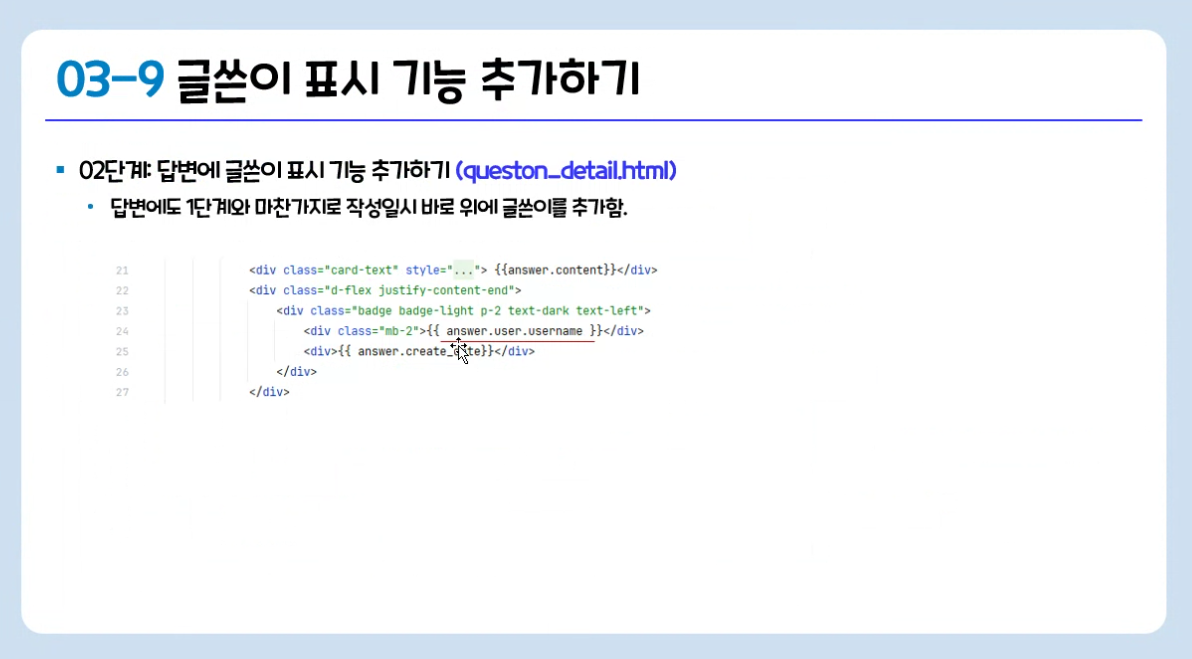 03-9 글쓴이 표시 기능 추가하기
02단계: 답변에 글쓴이 표시 기능 추가하기 (queston_detail.html)
답변에도 1단계와 마찬가지로 작성일시 바로 위에 글쓴이를 추가함.
21 <div class="card-text" style="..."> {{answer.content}}</div>
22 <div class="d-flex justify-content-end">
23 <div class="badge badge-light p-2 text-dark text-left">
24 <div class="mb-2">{{ answer.user.username }}</div>
25 <div>{{ answer.create_date}}</div>
26 </div>
27 </div>